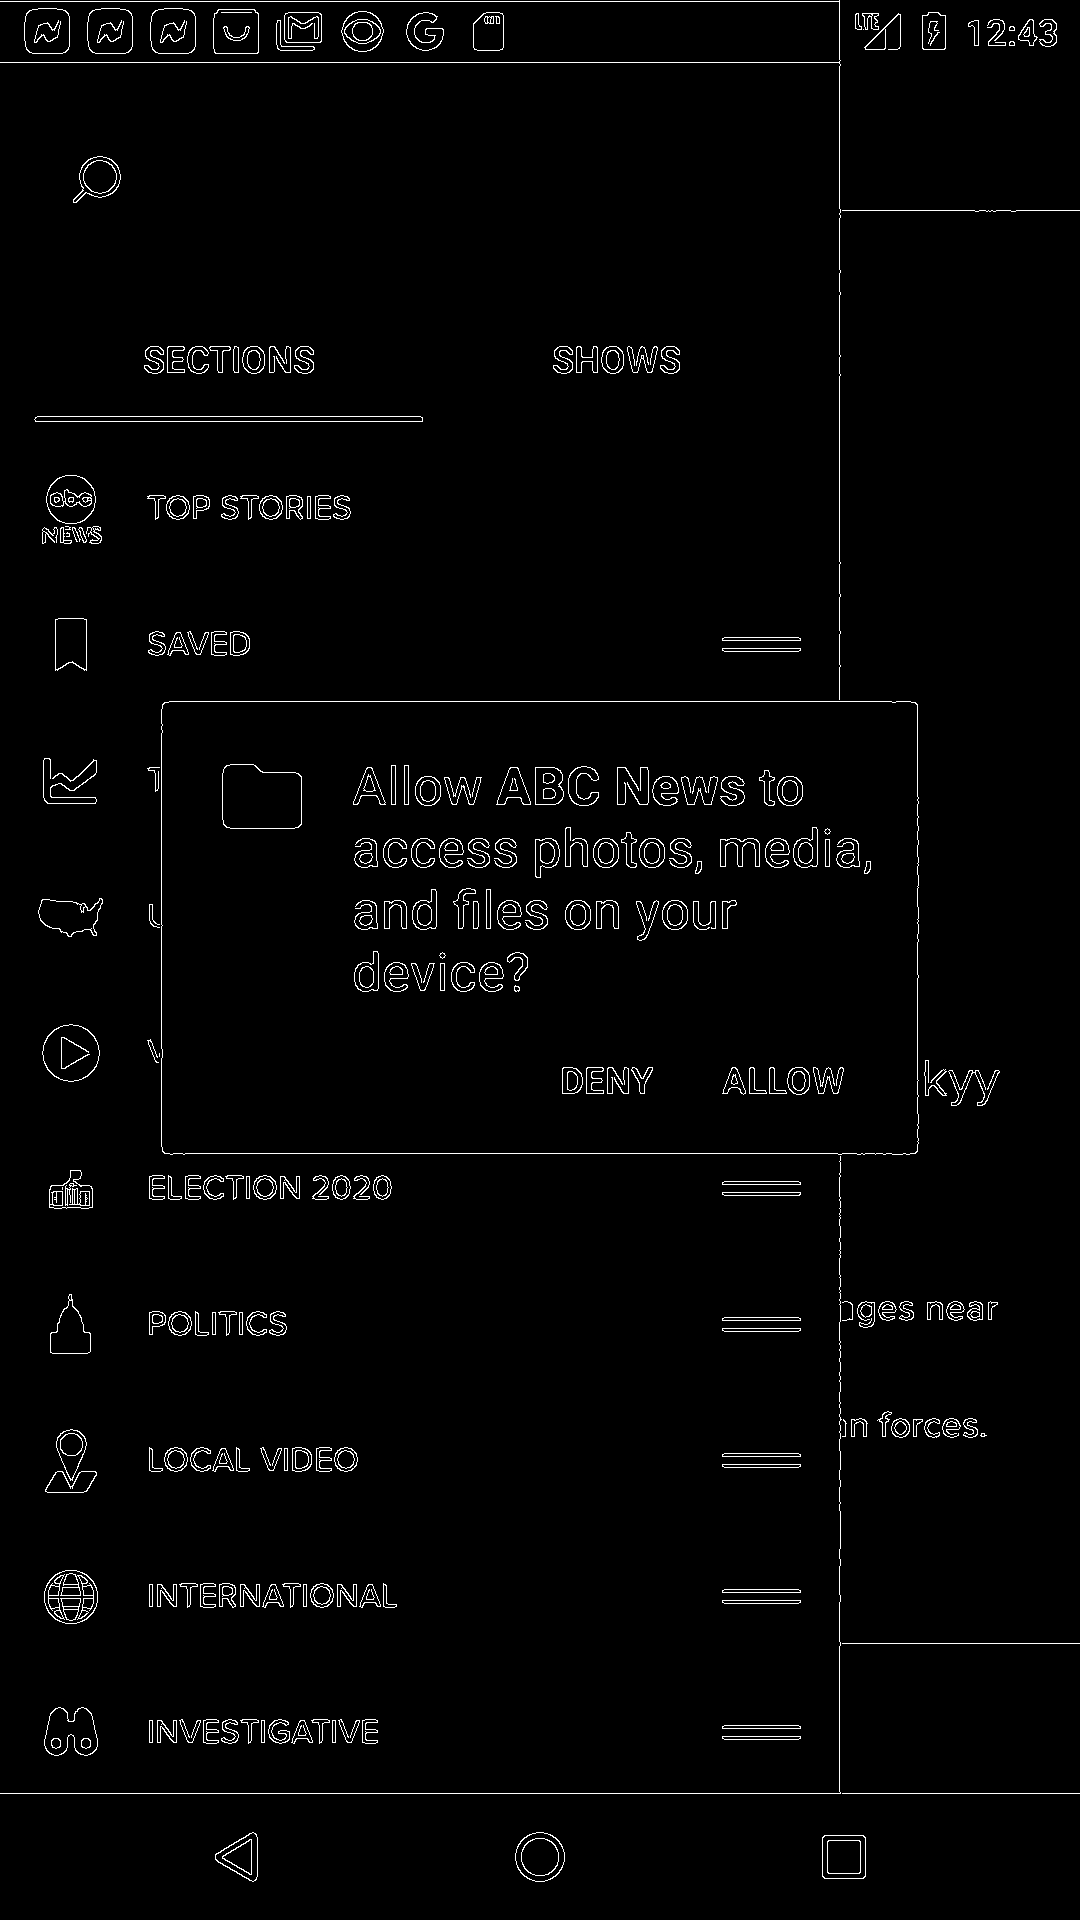 LTE 12:43
SECTIONS SHOWS
abc
NEWS
TOP STORIES
SAVED
Allow ABC News to
access photos, media,
and files on your
device?
DENY ALLOW
kyy
ELECTION 2020
POLITICS
ages near
LOCAL VIDEO
forces.
INTERNATIONAL
INVESTIGATIVE